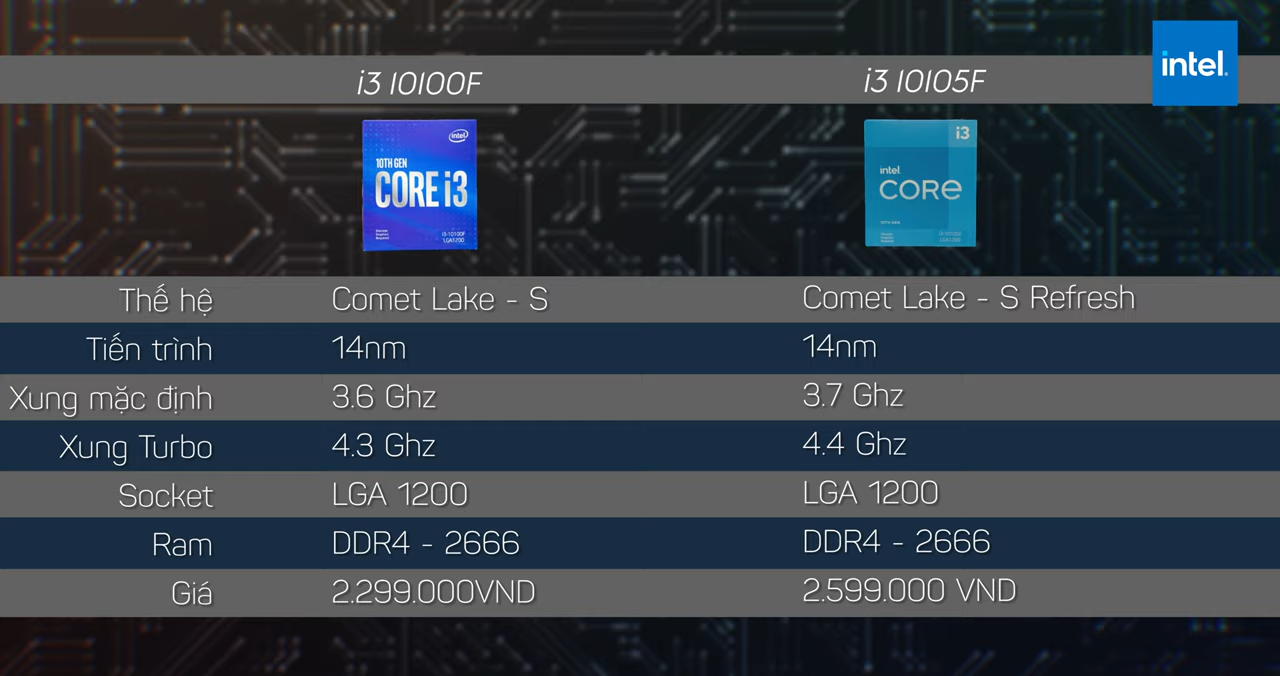 intel.
i3 10100F i3 10105F
intel
10TH GEN
CORE i3
i3
intel.
CORE
Thế hệ Comet Lake - S Comet Lake - S Refresh
Tiến trình 14nm 14nm
Xung mặc định 3.6 Ghz 3.7 Ghz
Xung Turbo 4.3 Ghz 4.4 Ghz
Socket LGA 1200 LGA 1200
Ram DDR4 - 2666 DDR4 - 2666
Giá 2.299.000VND 2.599.000 VND